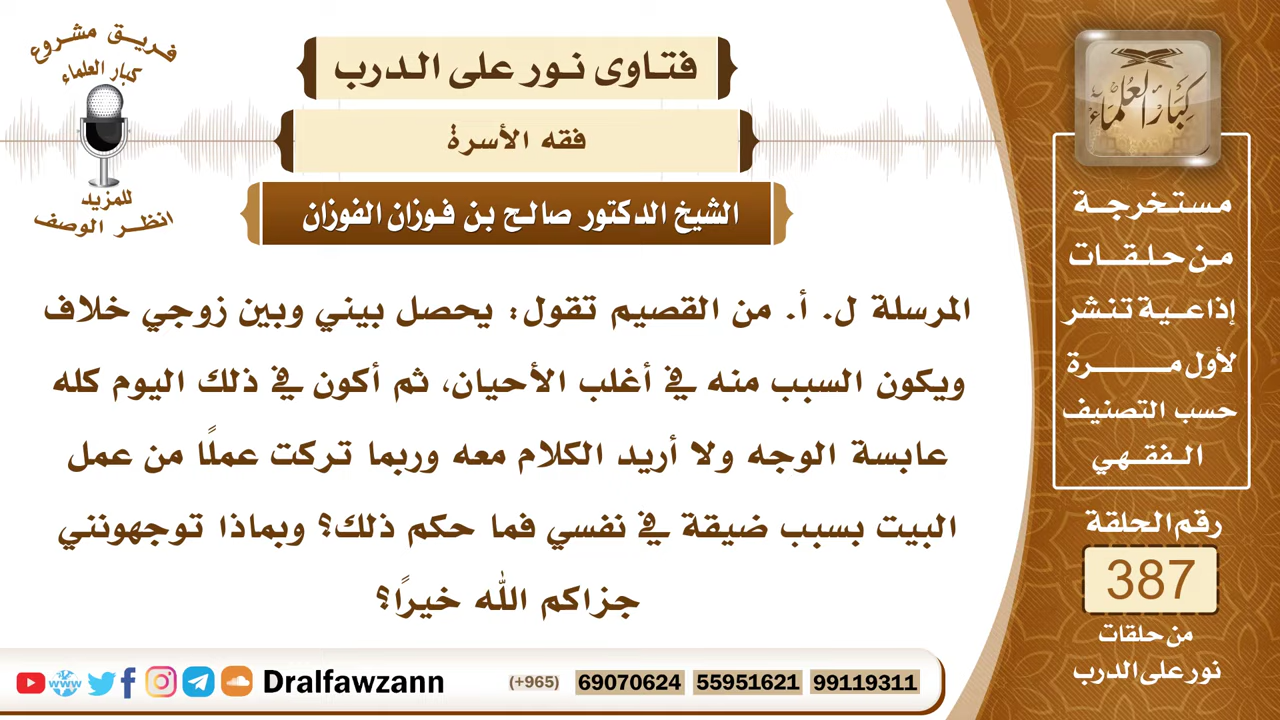 فريق مشروع
كبار العلماء
للمزيد
انظر الوصف
فتاوى نور على الدرب
فقه الأسرة
الشيخ الدكتور صالح بن فوزان الفوزان
المرسلة ل. أ. من القصيم تقول: يحصل بيني وبين زوجي خلاف
ويكون السبب منه في أغلب الأحيان، ثم أكون في ذلك اليوم كله
عابسة الوجه ولا أريد الكلام معه وربما تركت عملًا من عمل
البيت بسبب ضيقة في نفسي فما حكم ذلك؟ وبماذا توجهونني
جزاكم الله خيرًا؟
كبار العلماء
مستخرجة
من حلقات
إذاعية تنشر
لأول مرة
حسب التصنيف
الفقهي
رقم الحلقة
387
من حلقات
نور على الدرب
www Dralfawzann (+965) 69070624 55951621 99119311